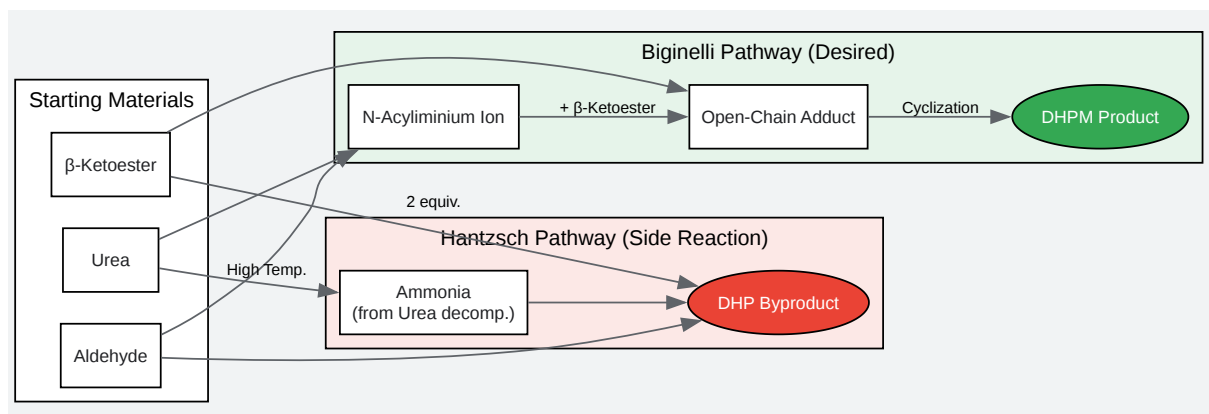 Starting Materials
β-Ketoester
Urea
Aldehyde
Biginelli Pathway (Desired)
N-Acyliminium Ion
+ β-Ketoester
Open-Chain Adduct
Cyclization
DHPM Product
2 equiv.
Hantzsch Pathway (Side Reaction)
High Temp.
Ammonia
(from Urea decomp.)
DHP Byproduct